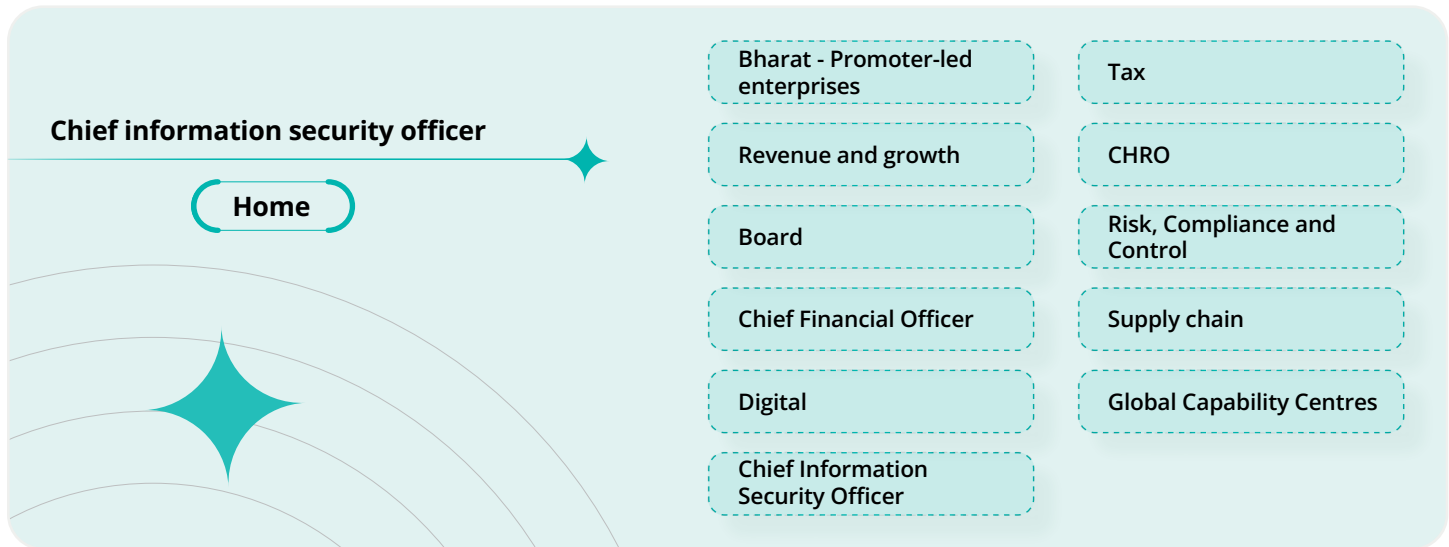 Chief information security officer
Home
Bharat - Promoter-led
enterprises
Revenue and growth
Board
Chief Financial Officer
Digital
Chief Information
Security Officer
Tax
CHRO
Risk, Compliance and
Control
Supply chain
Global Capability Centres